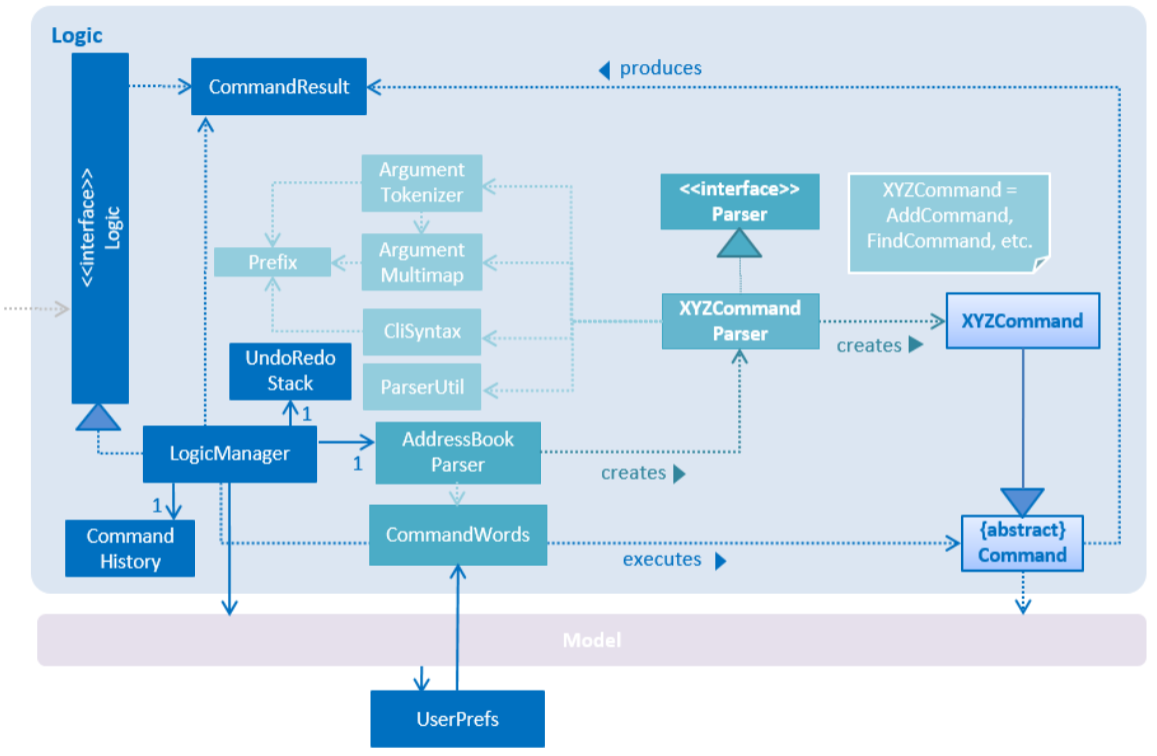 Logic
<<interface>>
Logic
CommandResult
◀ produces
Argument
Tokenizer
<<interface>>
Parser
XYZCommand =
AddCommand,
FindCommand, etc.
Prefix
Argument
Multimap
CliSyntax
XYZCommand
Parser
XYZCommand
creates ▶
UndoRedo
Stack
ParserUtil
1
LogicManager
1
AddressBook
Parser
creates ▶
1
Command
History
CommandWords
executes ▶
{abstract}
Command
Model
UserPrefs